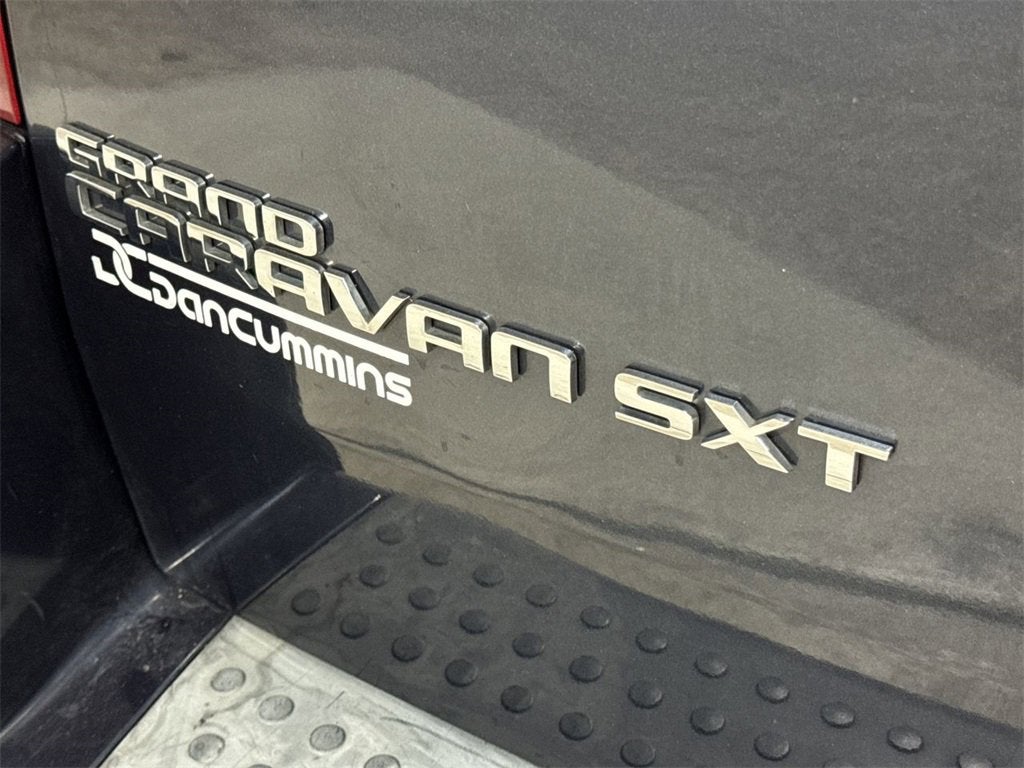 GRAND
CARAVAN SXT
DC DanCummins